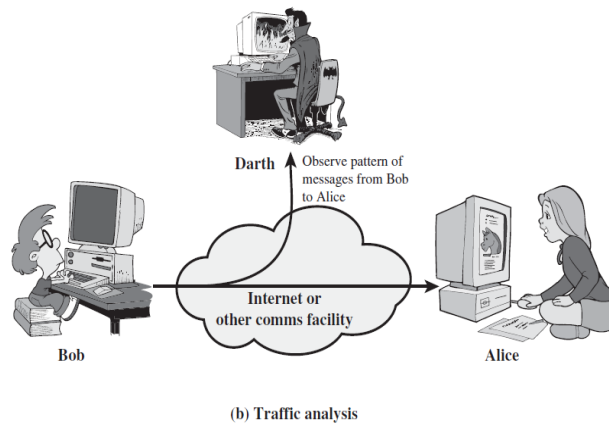 Darth
Observe pattern of
messages from Bob
to Alice
Internet or
other comms facility
Bob
Alice
(b) Traffic analysis